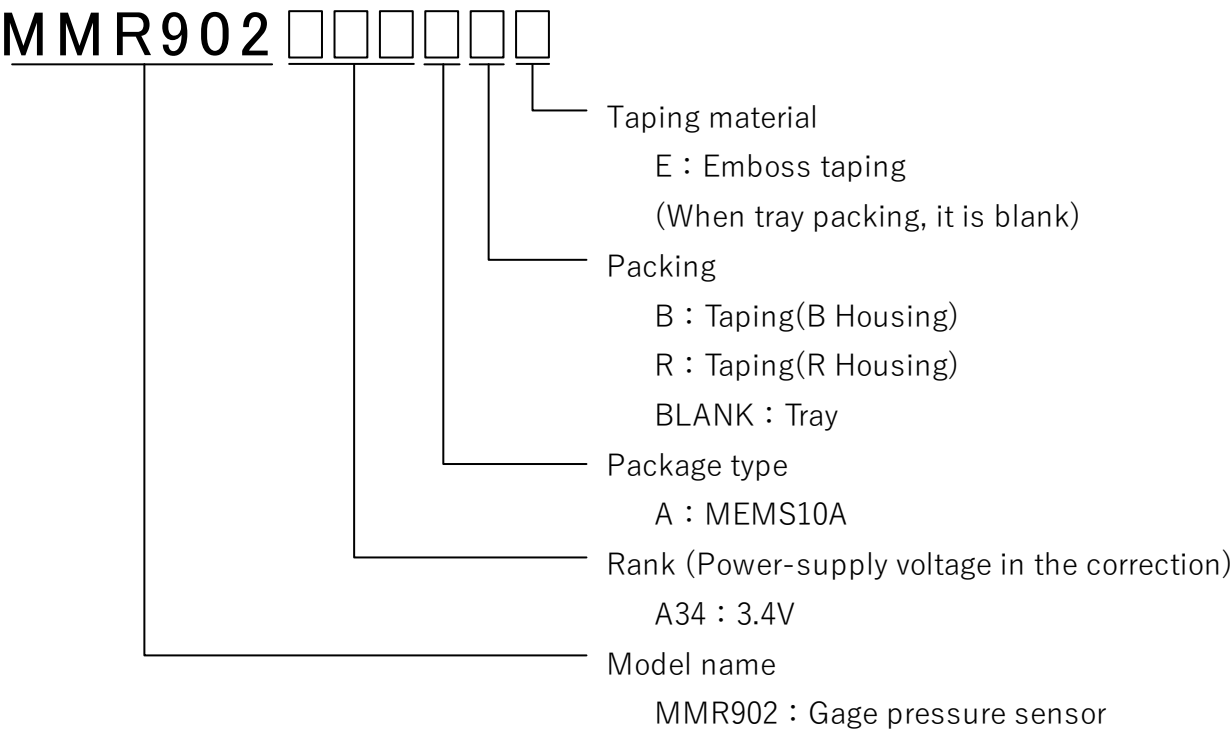 MMR902□□□□□□
Taping material
E：Emboss taping
(When tray packing, it is blank)
Packing
B：Taping(B Housing)
R：Taping(R Housing)
BLANK：Tray
Package type
A：MEMS10A
Rank (Power-supply voltage in the correction)
A34：3.4V
Model name
MMR902：Gage pressure sensor